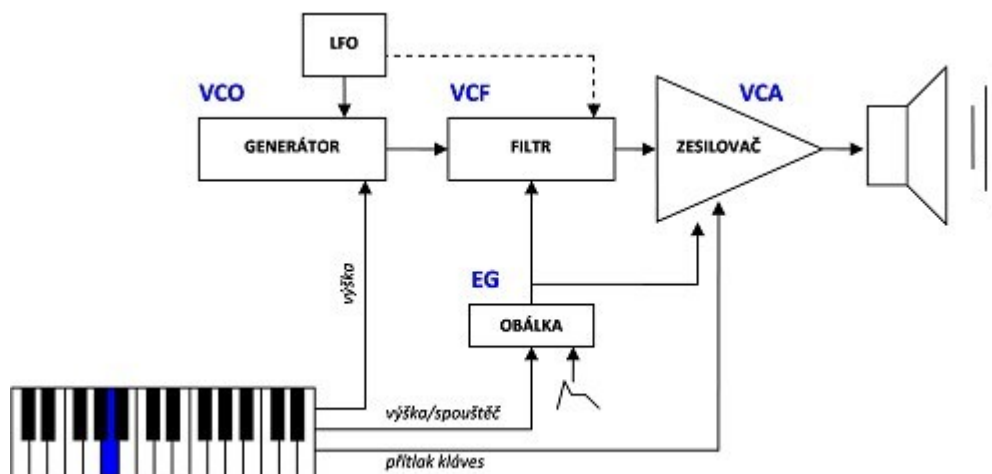 LFO
VCO
VCF
VCA
GENERÁTOR
FILTR
ZESILOVAČ
výška
EG
OBÁLKA
výška/spouštěč
přítlak kláves